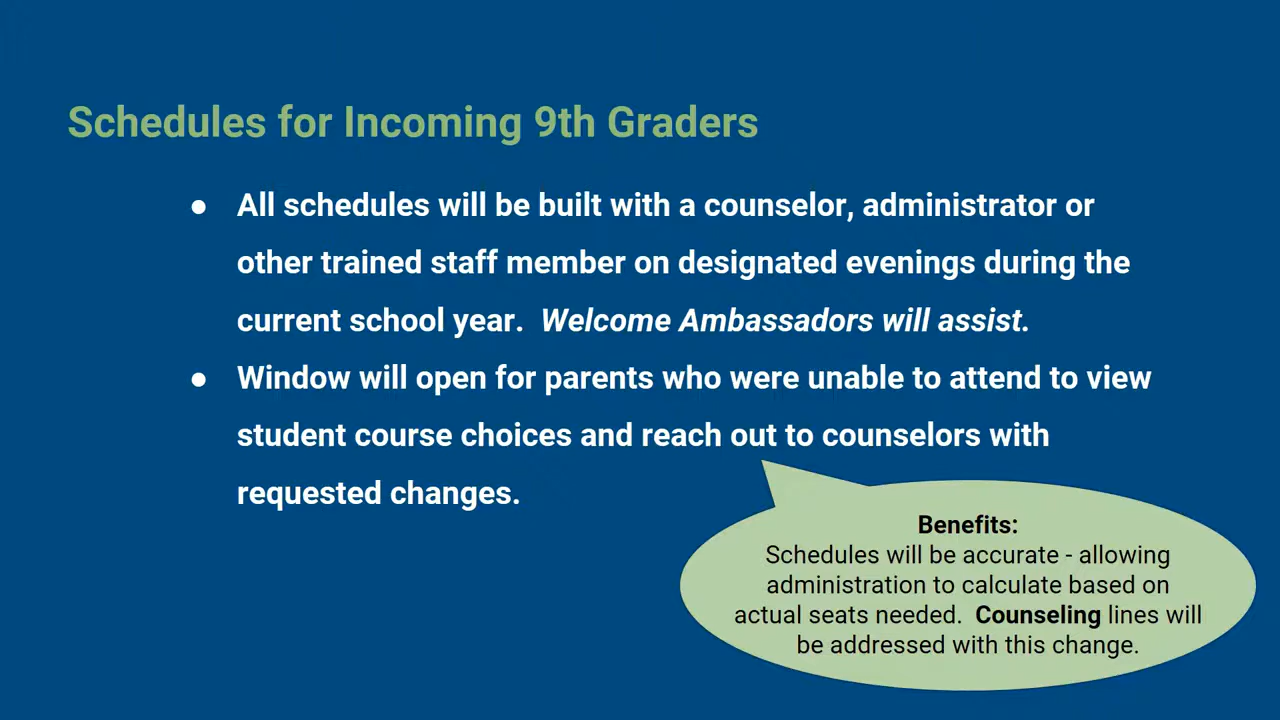 Schedules for Incoming 9th Graders
● All schedules will be built with a counselor, administrator or
other trained staff member on designated evenings during the
current school year.  Welcome Ambassadors will assist.
● Window will open for parents who were unable to attend to view
student course choices and reach out to counselors with
requested changes.
Benefits:
Schedules will be accurate - allowing
administration to calculate based on
actual seats needed.  Counseling lines will
be addressed with this change.